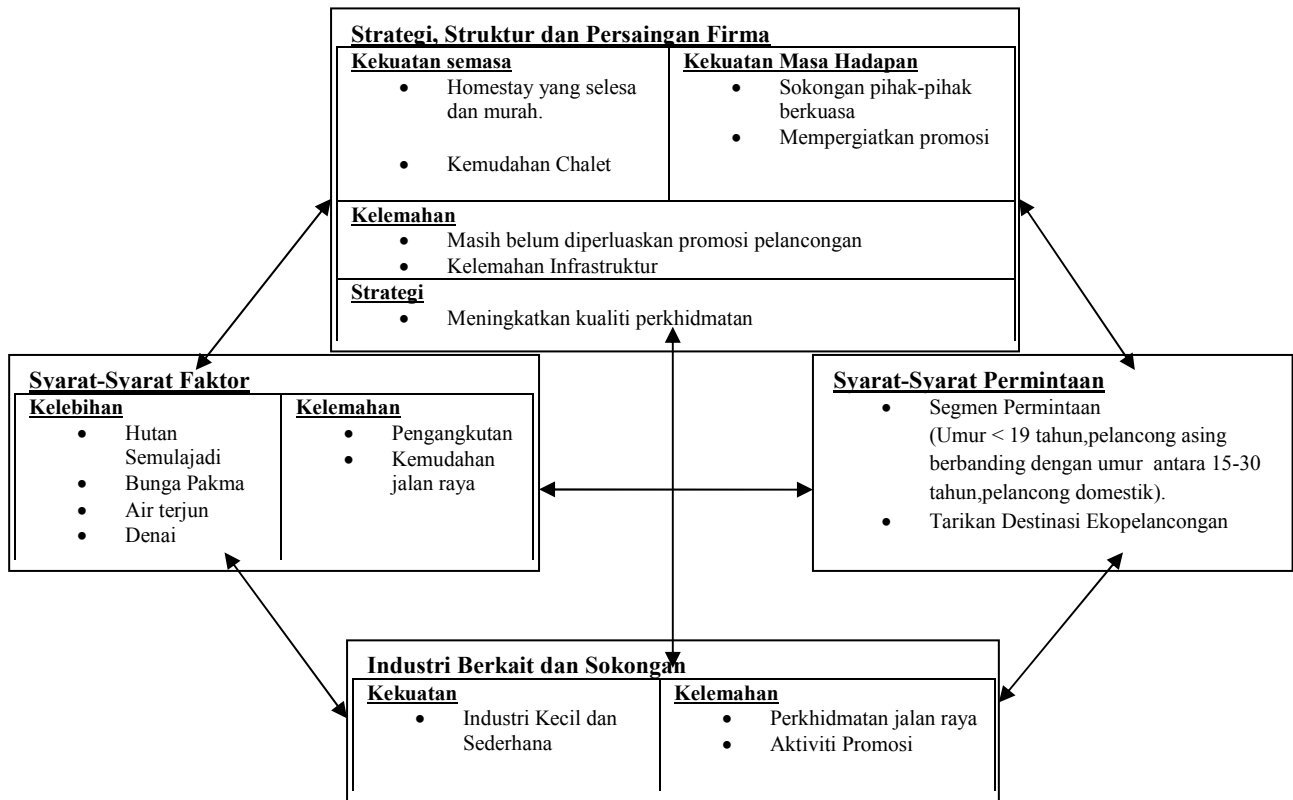 Strategi, Struktur dan Persaingan Firma
Kekuatan semasa
• Homestay yang selesa
dan murah.
• Kemudahan Chalet
Kekuatan Masa Hadapan
• Sokongan pihak-pihak
berkuasa
• Mempergiatkan promosi
Kelemahan
• Masih belum diperluaskan promosi pelancongan
• Kelemahan Infrastruktur
Strategi
• Meningkatkan kualiti perkhidmatan
Syarat-Syarat Faktor
Kelebihan
• Hutan
Semulajadi
• Bunga Pakma
• Air terjun
• Denai
Kelemahan
• Pengangkutan
• Kemudahan
jalan raya
Syarat-Syarat Permintaan
• Segmen Permintaan
(Umur < 19 tahun,pelancong asing
berbanding dengan umur antara 15-30
tahun,pelancong domestik).
• Tarikan Destinasi Ekopelancongan
Industri Berkait dan Sokongan
Kekuatan
• Industri Kecil dan
Sederhana
Kelemahan
• Perkhidmatan jalan raya
• Aktiviti Promosi